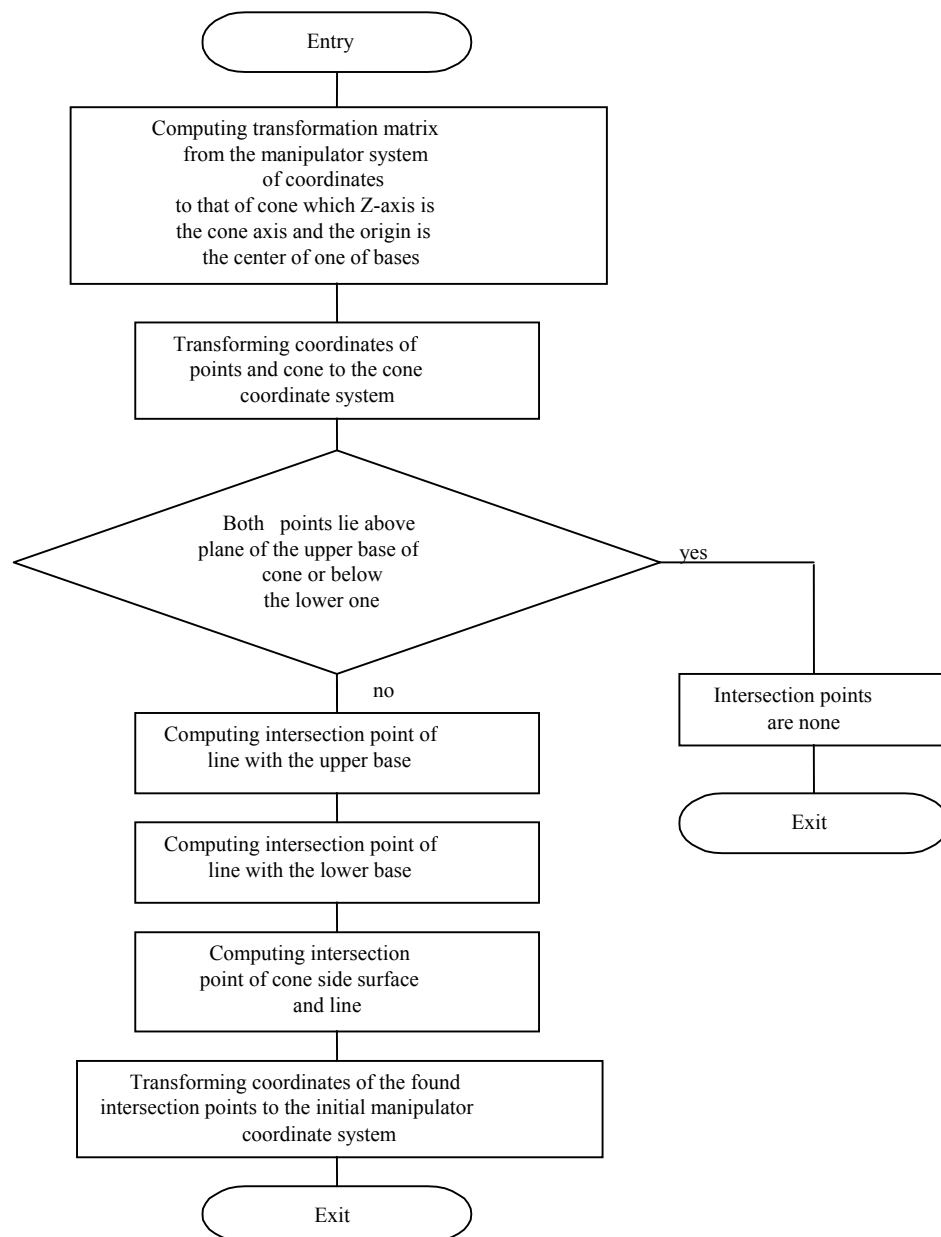 Entry
Computing transformation matrix
from the manipulator system
of coordinates
to that of cone which Z-axis is
the cone axis and the origin is
the center of one of bases
Transforming coordinates of
points and cone to the cone
coordinate system
Both points lie above
plane of the upper base of
cone or below
the lower one
yes
no
Intersection points
are none
Exit
Computing intersection point of
line with the upper base
Computing intersection point of
line with the lower base
Computing intersection
point of cone side surface
and line
Transforming coordinates of the found
intersection points to the initial manipulator
coordinate system
Exit